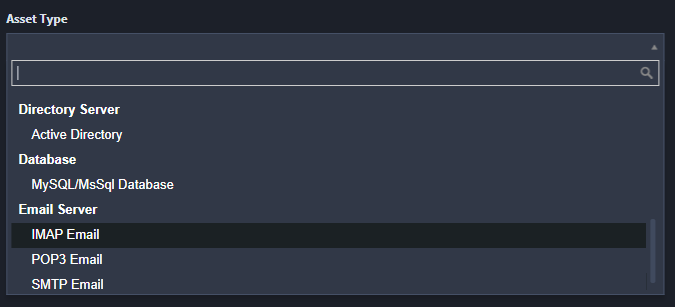 Asset Type
Directory Server
Active Directory
Database
MySQL/MsSql Database
Email Server
IMAP Email
POP3 Email
SMTP Email